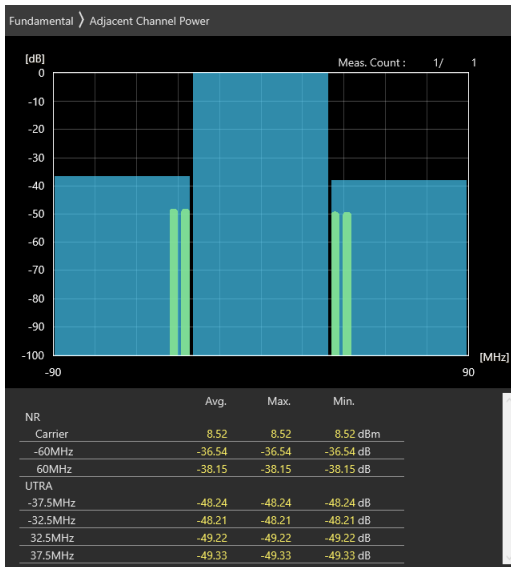 Fundamental 〉 Adjacent Channel Power
[dB]
Meas. Count : 1/ 1
0
-10
-20
-30
-40
-50
-60
-70
-80
-90
-100
[MHz]
-90 90
Avg. Max. Min.
NR
Carrier 8.52 8.52 8.52 dBm
-60MHz -36.54 -36.54 -36.54 dB
60MHz -38.15 -38.15 -38.15 dB
UTRA
-37.5MHz -48.24 -48.24 -48.24 dB
-32.5MHz -48.21 -48.21 -48.21 dB
32.5MHz -49.22 -49.22 -49.22 dB
37.5MHz -49.33 -49.33 -49.33 dB